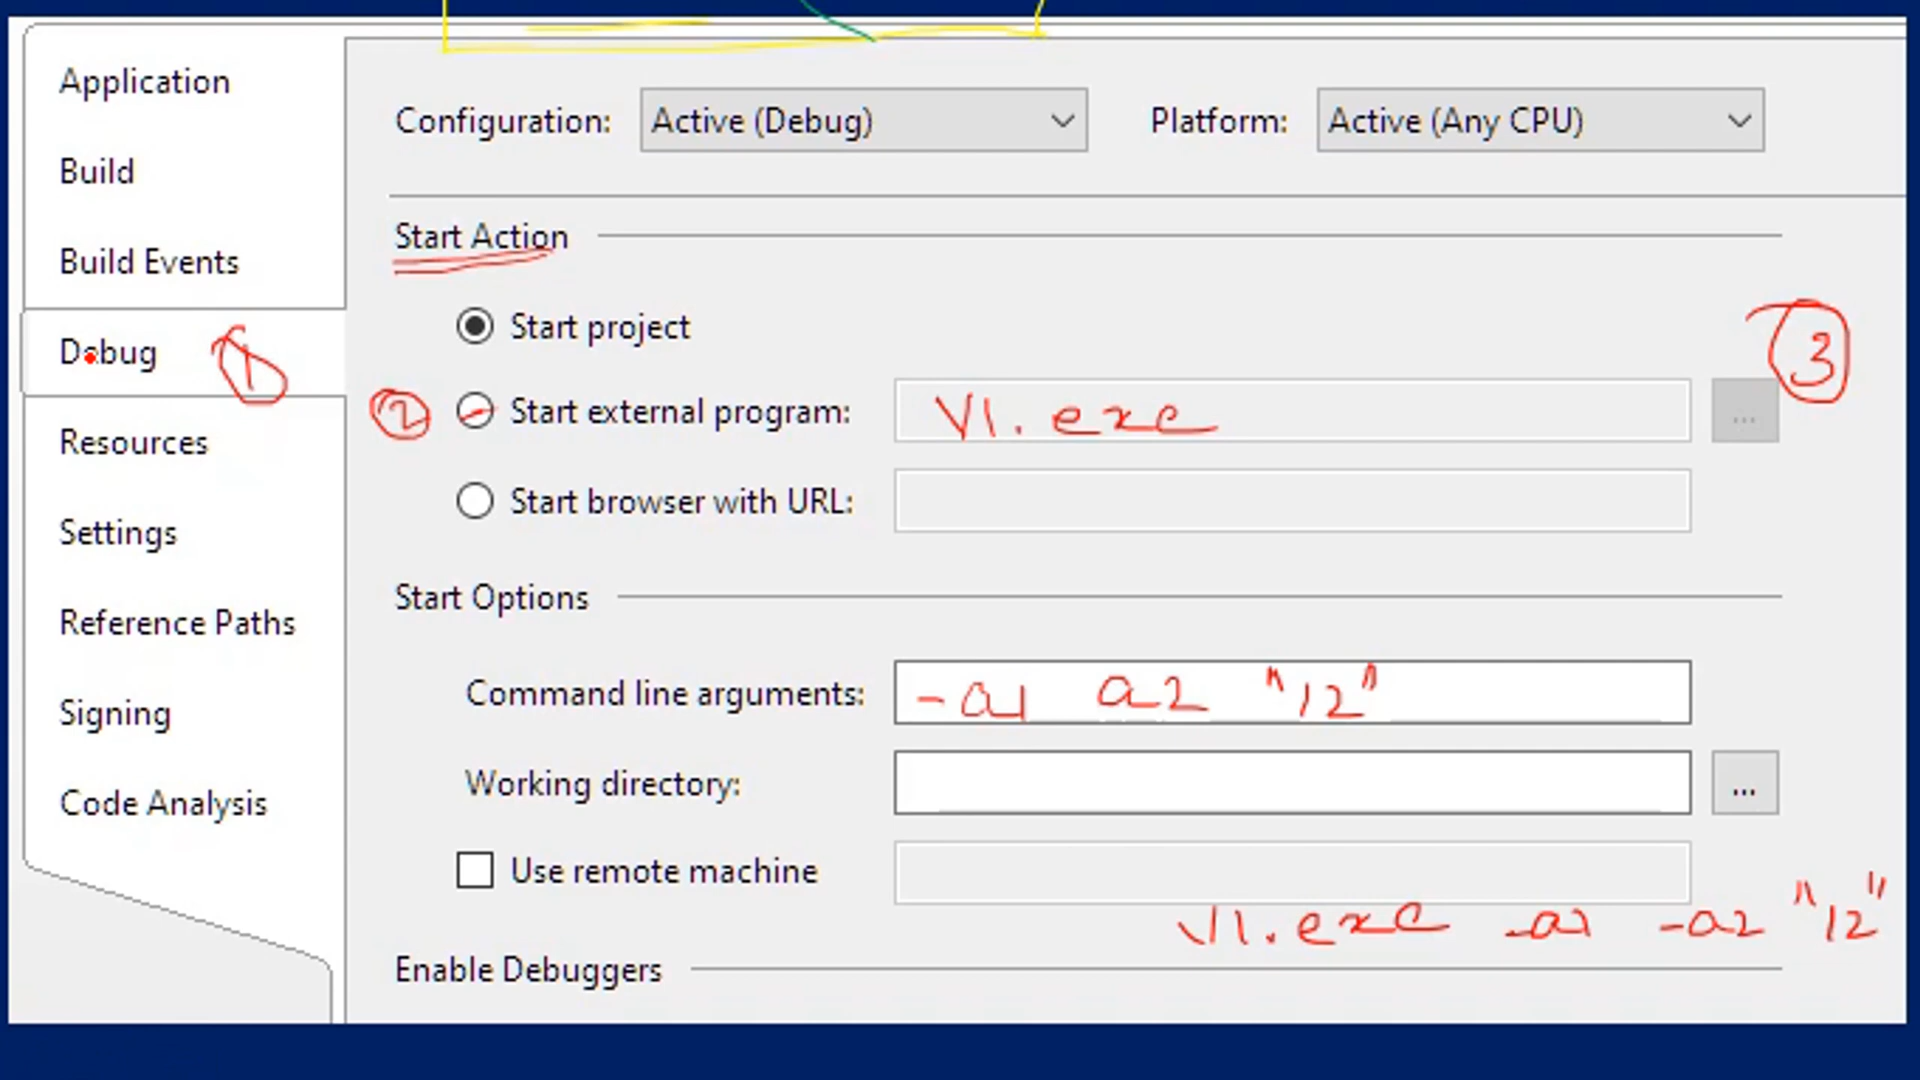 Application
Build
Build Events
Debug ①
Resources
Settings
Reference Paths
Signing
Code Analysis
Configuration: Active (Debug) Platform: Active (Any CPU)
Start Action
Start project
③
② Start external program: V1.exe ...
Start browser with URL:
Start Options
Command line arguments: -a1 a2 "12"
Working directory: ...
Use remote machine
V1.exe -a1 -a2 "12"
Enable Debuggers